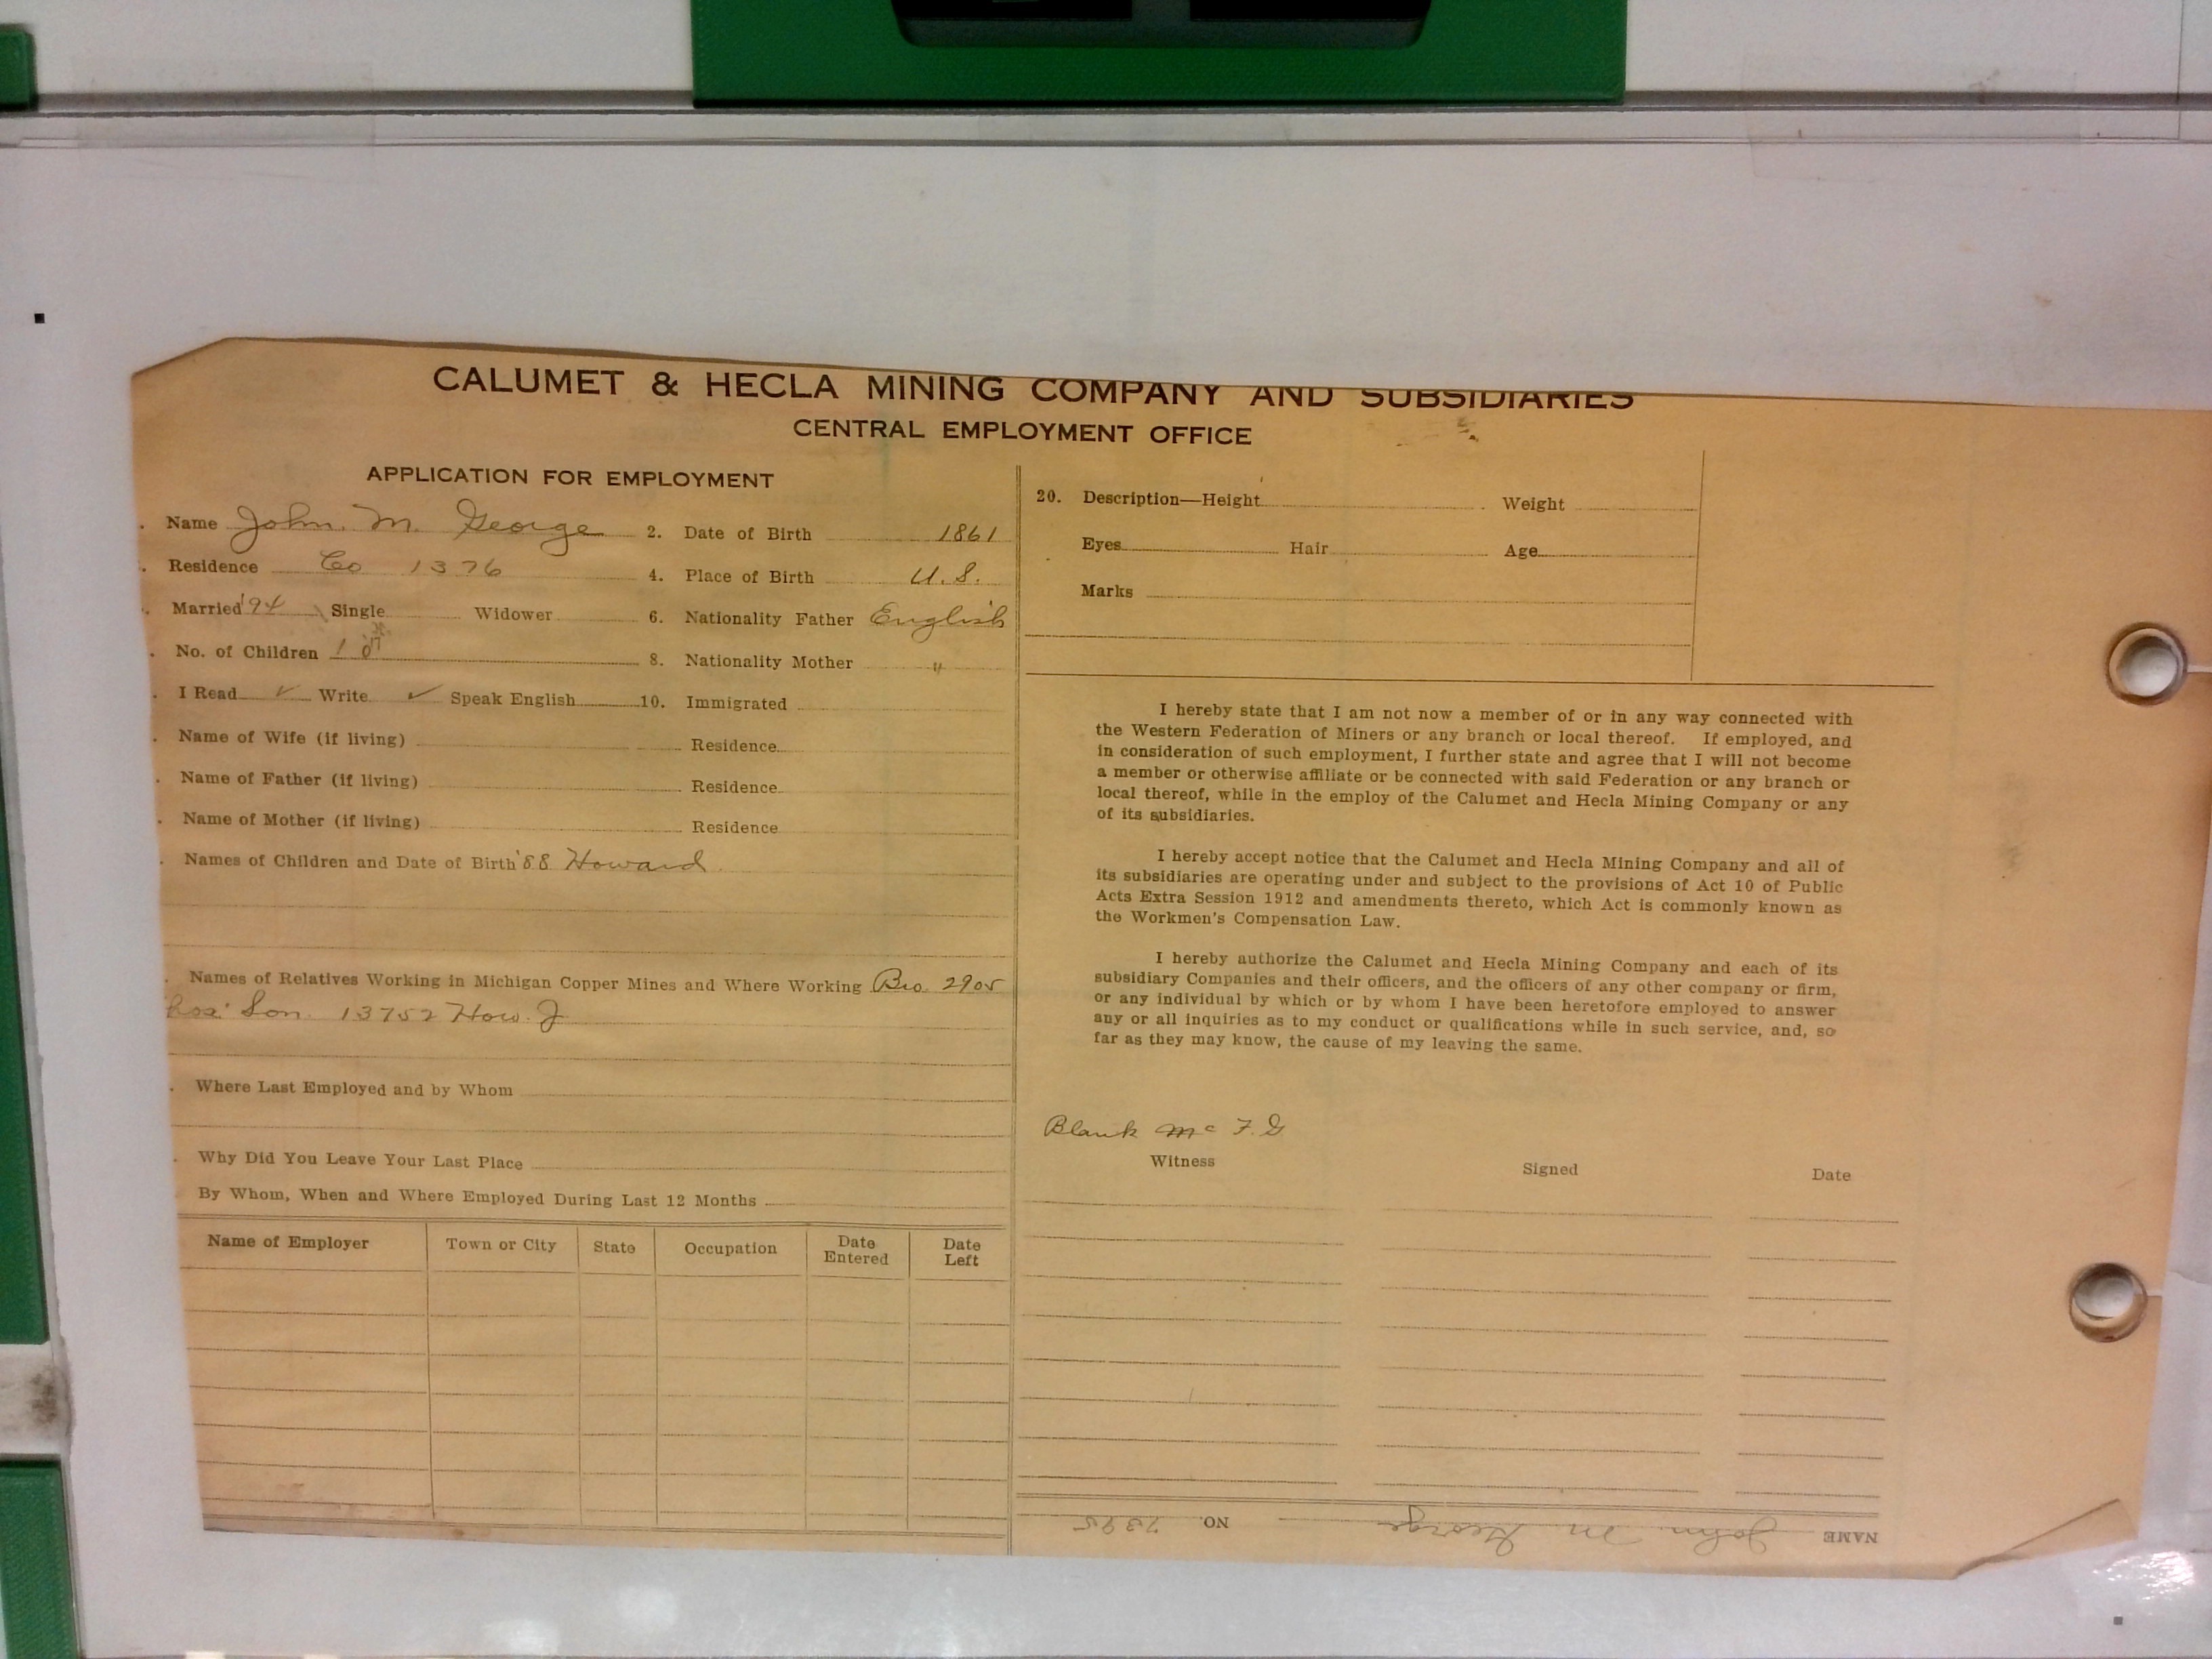 CALUMET & HECLA MINING COMPANY AND SUBSIDIARIES
CENTRAL EMPLOYMENT OFFICE
APPLICATION FOR EMPLOYMENT
. Name John. M. George 2. Date of Birth 1861
. Residence Co 1376 4. Place of Birth U.S.
. Married '94 \ Single Widower 6. Nationality Father English
. No. of Children 1 8. Nationality Mother "
. I Read ✓ Write ✓ Speak English 10. Immigrated
. Name of Wife (if living) Residence
. Name of Father (if living) Residence
. Name of Mother (if living) Residence
. Names of Children and Date of Birth '88 Howard
. Names of Relatives Working in Michigan Copper Mines and Where Working Bro. 2905
Son. 13752 How. J
. Where Last Employed and by Whom
. Why Did You Leave Your Last Place
By Whom, When and Where Employed During Last 12 Months
Name of Employer Town or City State Occupation Date Entered Date Left
20. Description—Height Weight
Eyes Hair Age
Marks
I hereby state that I am not now a member of or in any way connected with
the Western Federation of Miners or any branch or local thereof. If employed, and
in consideration of such employment, I further state and agree that I will not become
a member or otherwise affiliate or be connected with said Federation or any branch or
local thereof, while in the employ of the Calumet and Hecla Mining Company or any
of its subsidiaries.
I hereby accept notice that the Calumet and Hecla Mining Company and all of
its subsidiaries are operating under and subject to the provisions of Act 10 of Public
Acts Extra Session 1912 and amendments thereto, which Act is commonly known as
the Workmen's Compensation Law.
I hereby authorize the Calumet and Hecla Mining Company and each of its
subsidiary Companies and their officers, and the officers of any other company or firm,
or any individual by which or by whom I have been heretofore employed to answer
any or all inquiries as to my conduct or qualifications while in such service, and, so
far as they may know, the cause of my leaving the same.
Blank Mc F. G
Witness Signed Date
NAME John M George NO. 7395